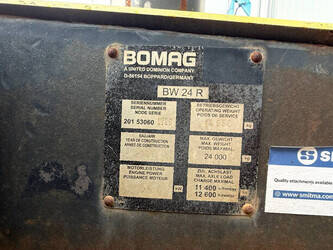 BOMAG
A UNITED DOMINION COMPANY
D-56154 BOPPARD/GERMANY
BW 24 R
SERIENNUMMER
SERIAL NUMBER
NODE SERIE
201 53060
BAUJAHR
YEAR OF CONSTRUCTION
ANNEE DE CONSTRUCTION
MOTORLEISTUNG
ENGINE POWER
PUISSANCE MOTEUR
BETRIEBSGEWICHT
OPERATING WEIGHT
POIDS DE SERVICE
MAX. GEWICHT
MAX. WEIGHT
POIDS MAXIMAL
24 000
ZUL. ACHSLAST
MAX. AXLE LOAD
CHARGE MAXIMAL
11 400
12 600
Quality attachments available
smitma.com